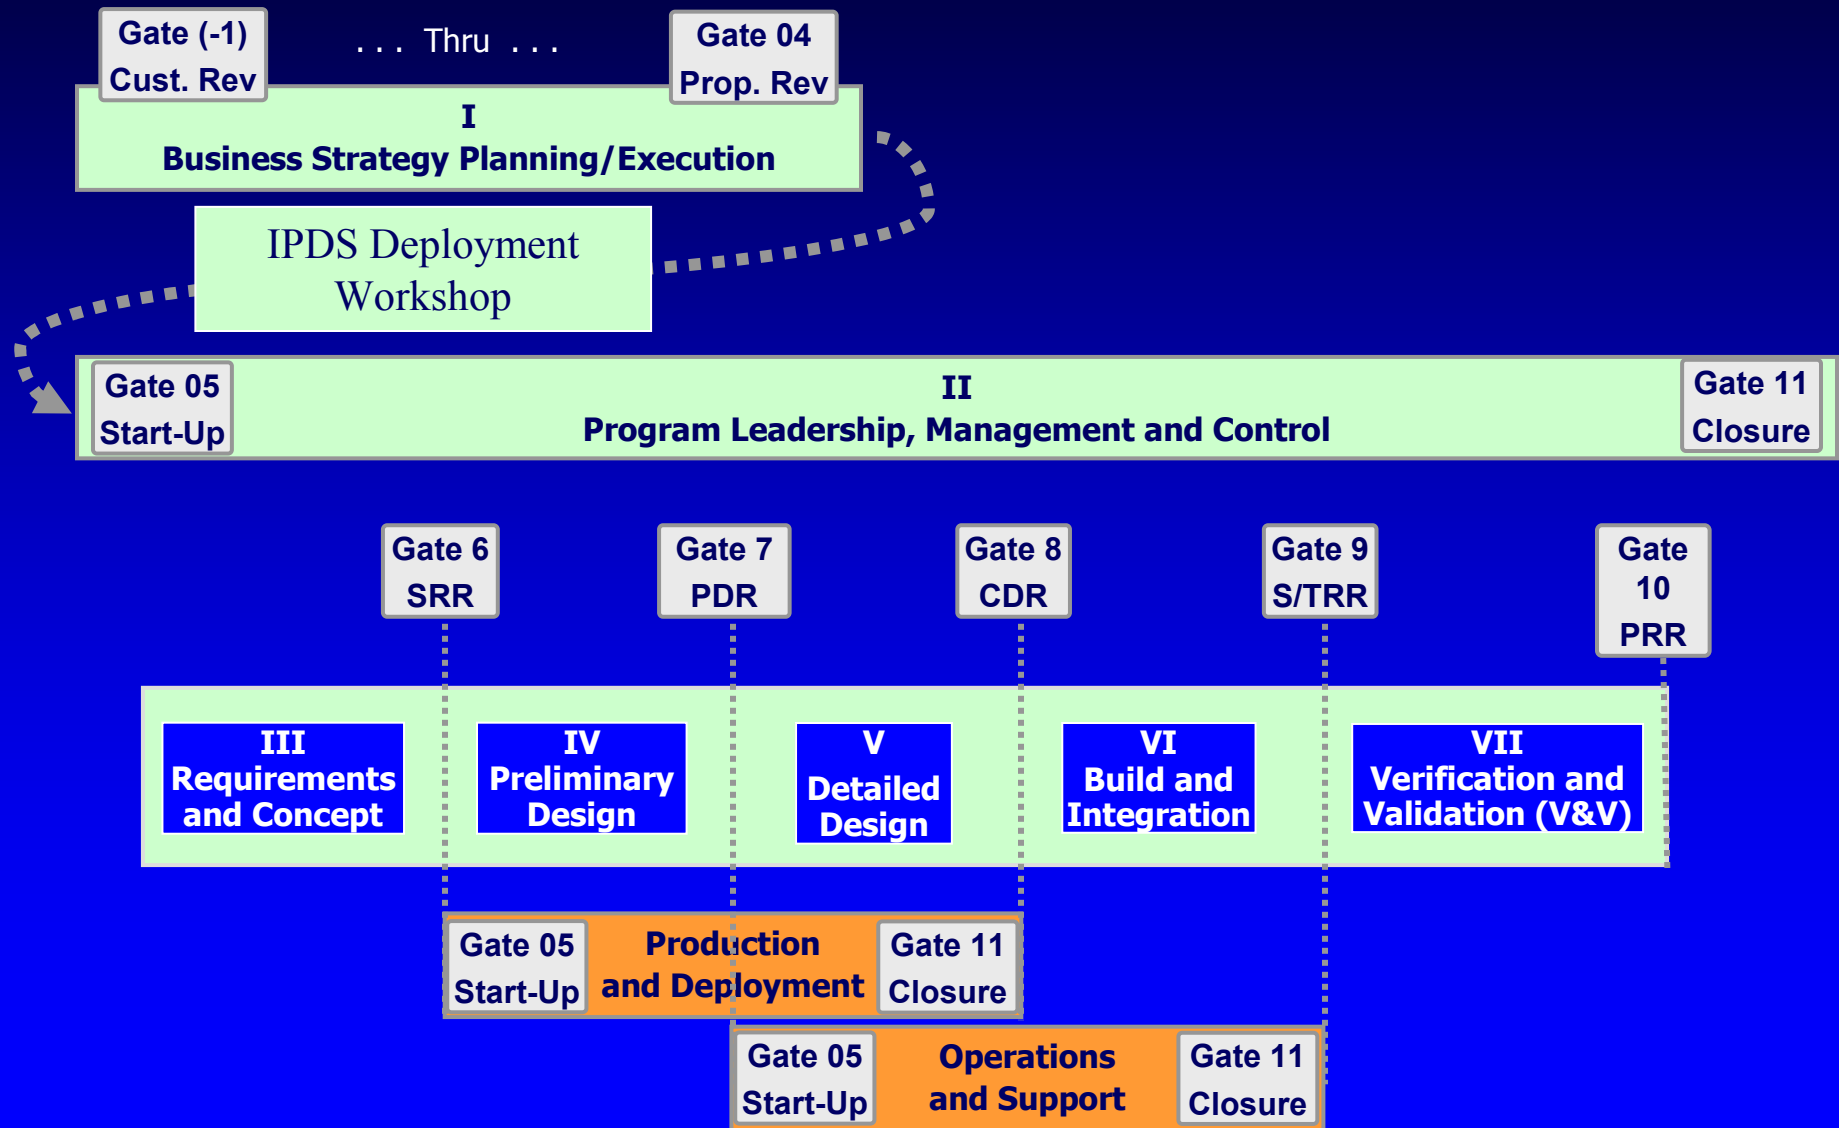 Gate (-1)
Cust. Rev
. . . Thru . . .
Gate 04
Prop. Rev
I
Business Strategy Planning/Execution
IPDS Deployment
Workshop
Gate 05
Start-Up
II
Program Leadership, Management and Control
Gate 11
Closure
Gate 6
SRR
Gate 7
PDR
Gate 8
CDR
Gate 9
S/TRR
Gate
10
PRR
III
Requirements
and Concept
IV
Preliminary
Design
V
Detailed
Design
VI
Build and
Integration
VII
Verification and
Validation (V&V)
Gate 05
Start-Up
Production
and Deployment
Gate 11
Closure
Gate 05
Start-Up
Operations
and Support
Gate 11
Closure